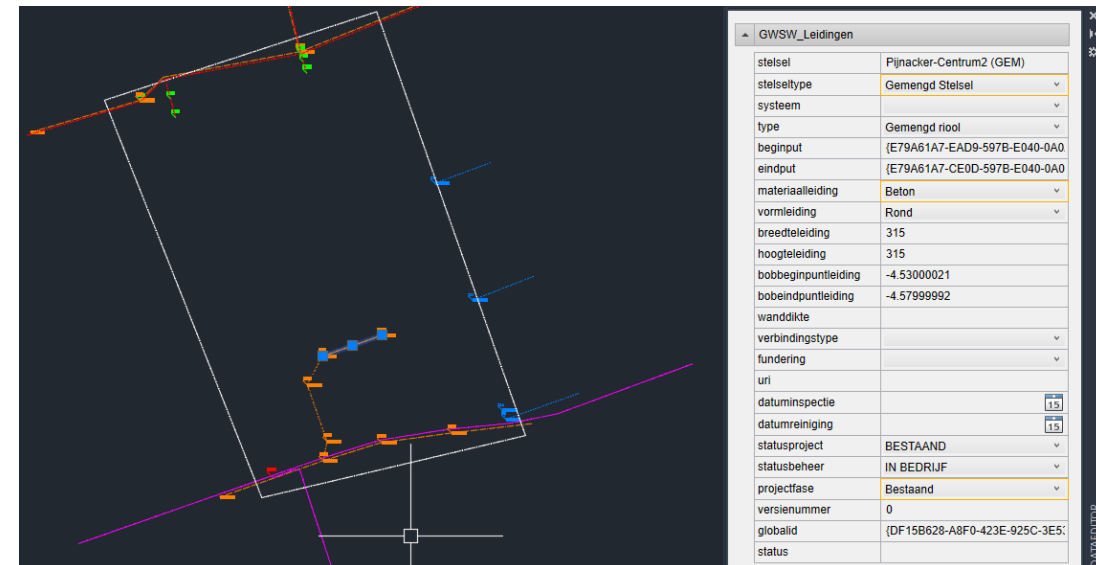 GWSW_Leidingen
stelsel Pijnacker-Centrum2 (GEM)
stelseltype Gemengd Stelsel
systeem
type Gemengd riool
beginput {E79A61A7-EAD9-597B-E040-0A0
eindput {E79A61A7-CE0D-597B-E040-0A0
materiaalleiding Beton
vormleiding Rond
breedteleiding 315
hoogteleiding 315
bobbeginpuntleiding -4.53000021
bobeindpuntleiding -4.57999992
wanddikte
verbindingstype
fundering
uri
datuminspectie 15
datumreiniging 15
statusproject BESTAAND
statusbeheer IN BEDRIJF
projectfase Bestaand
versienummer 0
globalid {DF15B628-A8F0-423E-925C-3E5
status
DATAEDITOR